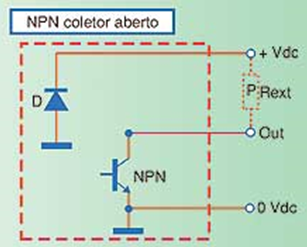 NPN coletor aberto
+ Vdc
D
P Rext
Out
NPN
0 Vdc